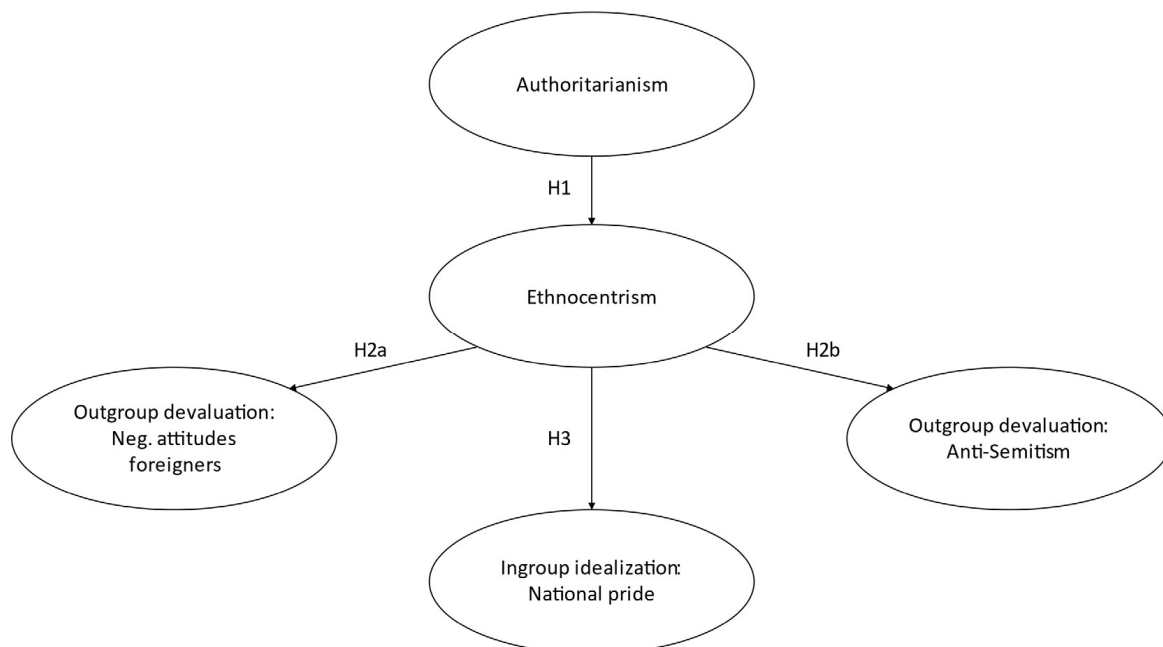 Authoritarianism
H1
Ethnocentrism
H2a
H2b
Outgroup devaluation:
Neg. attitudes
foreigners
H3
Outgroup devaluation:
Anti-Semitism
Ingroup idealization:
National pride